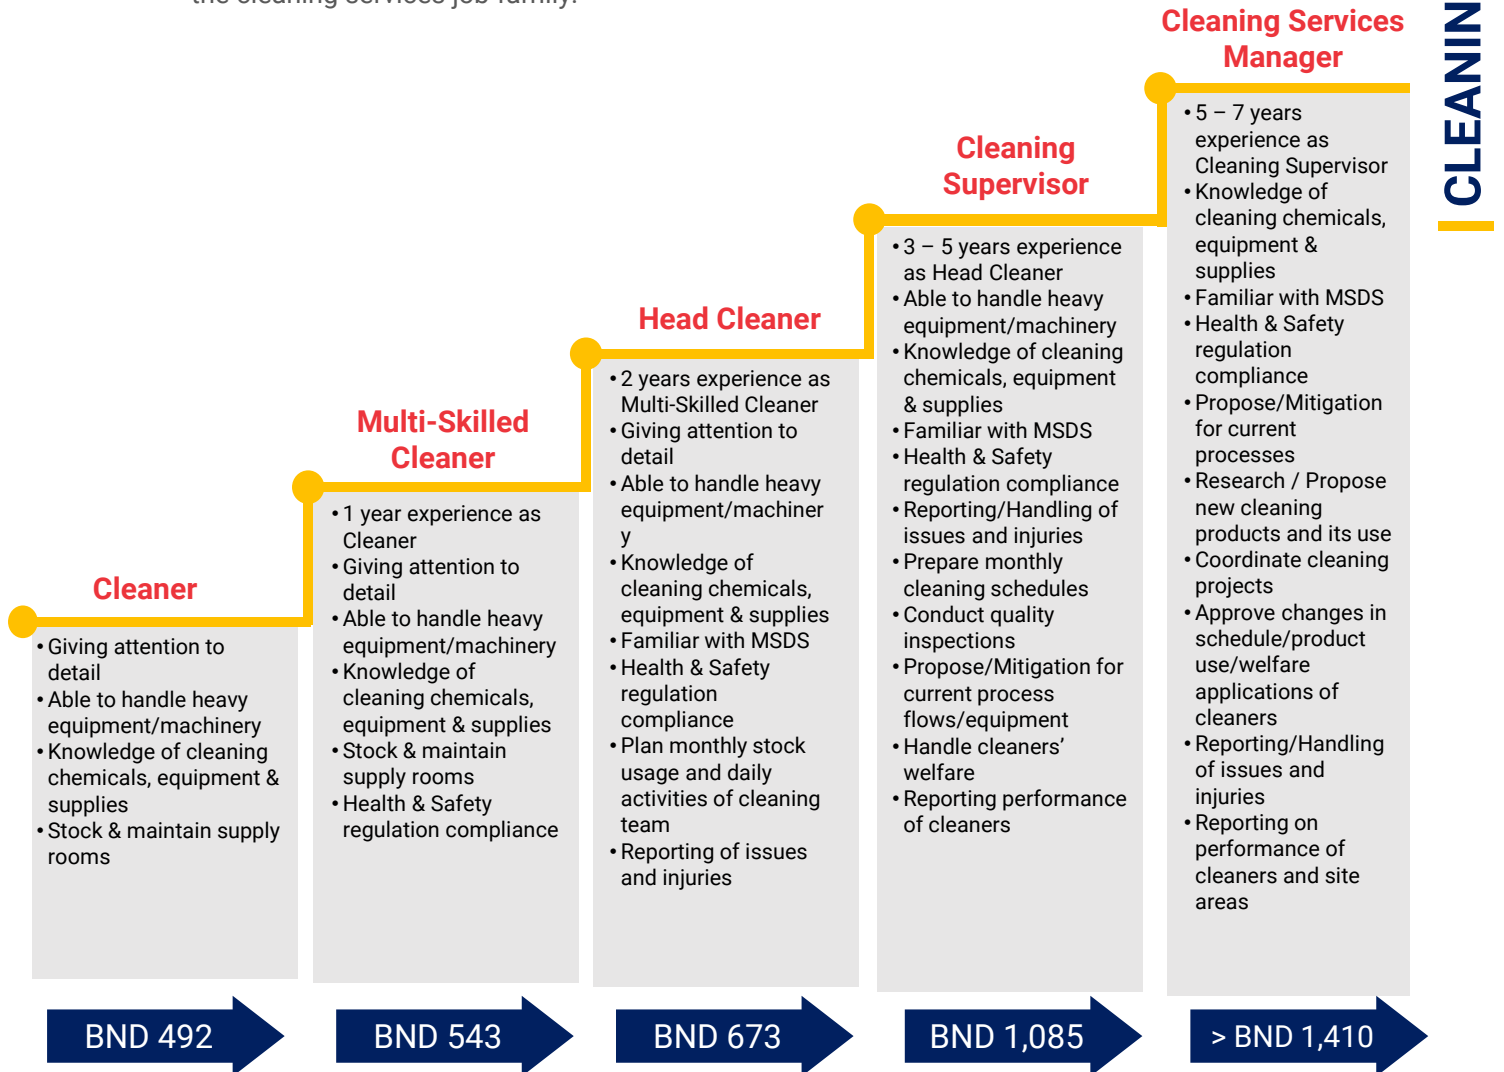 the cleaning services job family.
CLEANIN
Cleaner
• Giving attention to
detail
• Able to handle heavy
equipment/machinery
• Knowledge of cleaning
chemicals, equipment &
supplies
• Stock & maintain supply
rooms
BND 492
Multi-Skilled
Cleaner
• 1 year experience as
Cleaner
• Giving attention to
detail
• Able to handle heavy
equipment/machinery
• Knowledge of
cleaning chemicals,
equipment & supplies
• Stock & maintain
supply rooms
• Health & Safety
regulation compliance
BND 543
Head Cleaner
• 2 years experience as
Multi-Skilled Cleaner
• Giving attention to
detail
• Able to handle heavy
equipment/machiner
y
• Knowledge of
cleaning chemicals,
equipment & supplies
• Familiar with MSDS
• Health & Safety
regulation
compliance
• Plan monthly stock
usage and daily
activities of cleaning
team
• Reporting of issues
and injuries
BND 673
Cleaning
Supervisor
• 3 – 5 years experience
as Head Cleaner
• Able to handle heavy
equipment/machinery
• Knowledge of cleaning
chemicals, equipment
& supplies
• Familiar with MSDS
• Health & Safety
regulation compliance
• Reporting/Handling of
issues and injuries
• Prepare monthly
cleaning schedules
• Conduct quality
inspections
• Propose/Mitigation for
current process
flows/equipment
• Handle cleaners’
welfare
• Reporting performance
of cleaners
BND 1,085
Cleaning Services
Manager
• 5 – 7 years
experience as
Cleaning Supervisor
• Knowledge of
cleaning chemicals,
equipment &
supplies
• Familiar with MSDS
• Health & Safety
regulation
compliance
• Propose/Mitigation
for current
processes
• Research / Propose
new cleaning
products and its use
• Coordinate cleaning
projects
• Approve changes in
schedule/product
use/welfare
applications of
cleaners
• Reporting/Handling
of issues and
injuries
• Reporting on
performance of
cleaners and site
areas
> BND 1,410